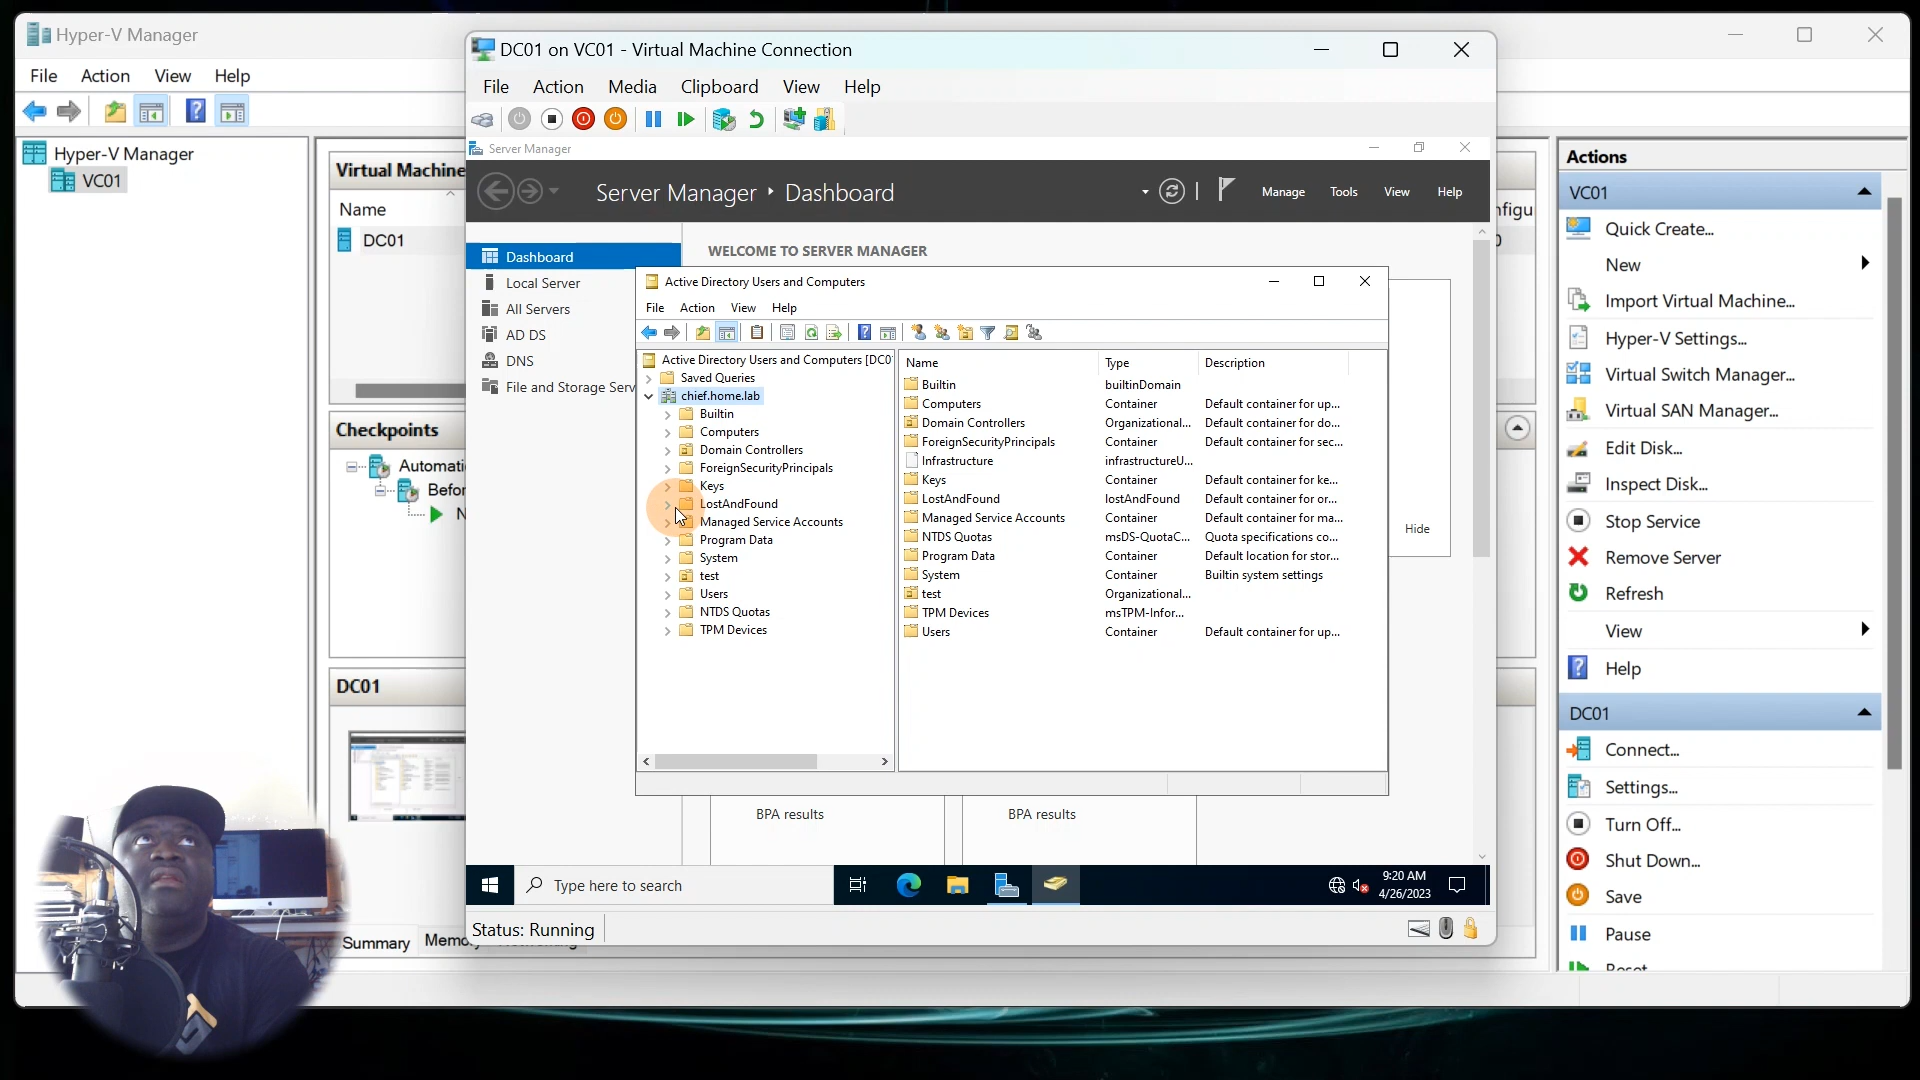 Hyper-V Manager
File Action View Help
Hyper-V Manager
VC01
Virtual Machine
Name
DC01
Checkpoints
Automati
Befor
N
DC01
Summary
DC01 on VC01 - Virtual Machine Connection
File Action Media Clipboard View Help
Server Manager
Server Manager ‣ Dashboard
Manage Tools View Help
Dashboard
Local Server
All Servers
AD DS
DNS
File and Storage Serv
WELCOME TO SERVER MANAGER
Active Directory Users and Computers
File Action View Help
Active Directory Users and Computers [DC0
Saved Queries
chief.home.lab
Builtin
Computers
Domain Controllers
ForeignSecurityPrincipals
Keys
LostAndFound
Managed Service Accounts
Program Data
System
test
Users
NTDS Quotas
TPM Devices
Name Type Description
Builtin builtinDomain
Computers Container Default container for up...
Domain Controllers Organizational... Default container for do...
ForeignSecurityPrincipals Container Default container for sec...
Infrastructure infrastructureU...
Keys Container Default container for ke...
LostAndFound lostAndFound Default container for or...
Managed Service Accounts Container Default container for ma...
NTDS Quotas msDS-QuotaC... Quota specifications co...
Program Data Container Default location for stor...
System Container Builtin system settings
test Organizational...
TPM Devices msTPM-Infor...
Users Container Default container for up...
Hide
BPA results
BPA results
Type here to search
9:20 AM
4/26/2023
Status: Running
figu
Actions
VC01
Quick Create...
New
Import Virtual Machine...
Hyper-V Settings...
Virtual Switch Manager...
Virtual SAN Manager...
Edit Disk...
Inspect Disk...
Stop Service
Remove Server
Refresh
View
Help
DC01
Connect...
Settings...
Turn Off...
Shut Down...
Save
Pause
Reset